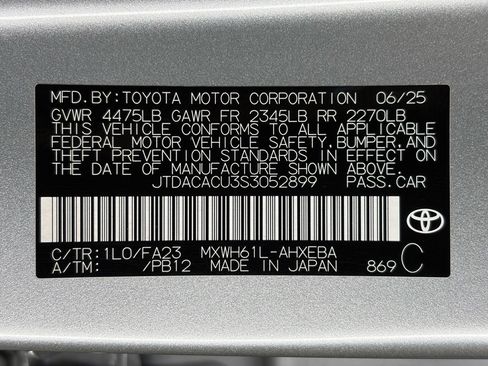 MFD. BY: TOYOTA MOTOR CORPORATION 06/25
GVWR 4475LB GAWR FR 2345LB RR 2270LB
THIS VEHICLE CONFORMS TO ALL APPLICABLE
FEDERAL MOTOR VEHICLE SAFETY, BUMPER, AND
THEFT PREVENTION STANDARDS IN EFFECT ON
THE DATE OF MANUFACTURE SHOWN ABOVE.
JTDACACU3S3052899 PASS. CAR
C/TR: 1L0/FA23 MXWH61L-AHXEBA
A/TM: /PB12 MADE IN JAPAN 869 C